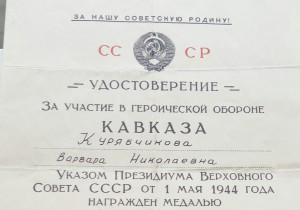 ЗА НАШУ СОВЕТСКУЮ РОДИНУ!
СС СР
УДОСТОВЕРЕНИЕ
ЗА УЧАСТИЕ В ГЕРОИЧЕСКОЙ ОБОРОНЕ
КАВКАЗА
Курябчикова
Варвара Николаевна
УКАЗОМ ПРЕЗИДИУМА ВЕРХОВНОГО
СОВЕТА СССР ОТ 1 МАЯ 1944 ГОДА
НАГРАЖДЕН МЕДАЛЬЮ